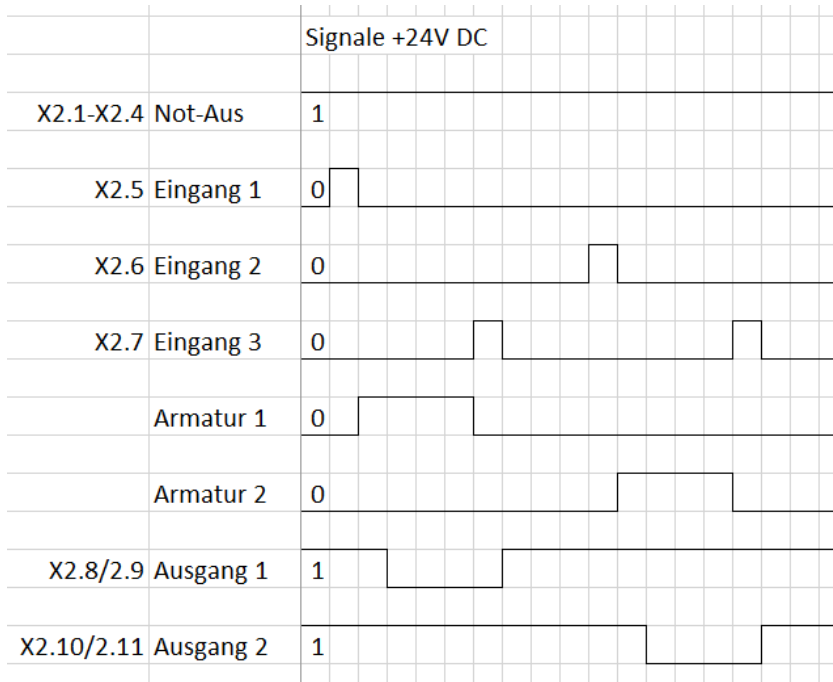 Signale +24V DC
X2.1-X2.4 Not-Aus 1
X2.5 Eingang 1 0
X2.6 Eingang 2 0
X2.7 Eingang 3 0
Armatur 1 0
Armatur 2 0
X2.8/2.9 Ausgang 1 1
X2.10/2.11 Ausgang 2 1